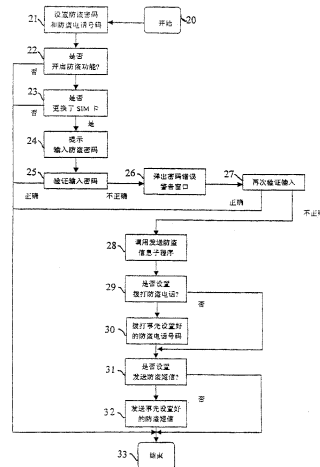 20
开始
21
设置防盗密码
和防盗电话号码
22
是否
开启防盗功能?
否
23
是否
更换了 SIM 卡
否
是
24
提示
输入防盗密码
25
验证输入密码
正确
不正确
26
弹出密码错误
警告窗口
27
再次验证输入
正确
不正确
28
调用发送防盗
信息子程序
29
是否设置
拨打防盗电话?
否
30
拨打事先设置好
的防盗电话号码
31
是否设置
发送防盗短信?
否
32
发送事先设置好
的防盗短信
33
结束